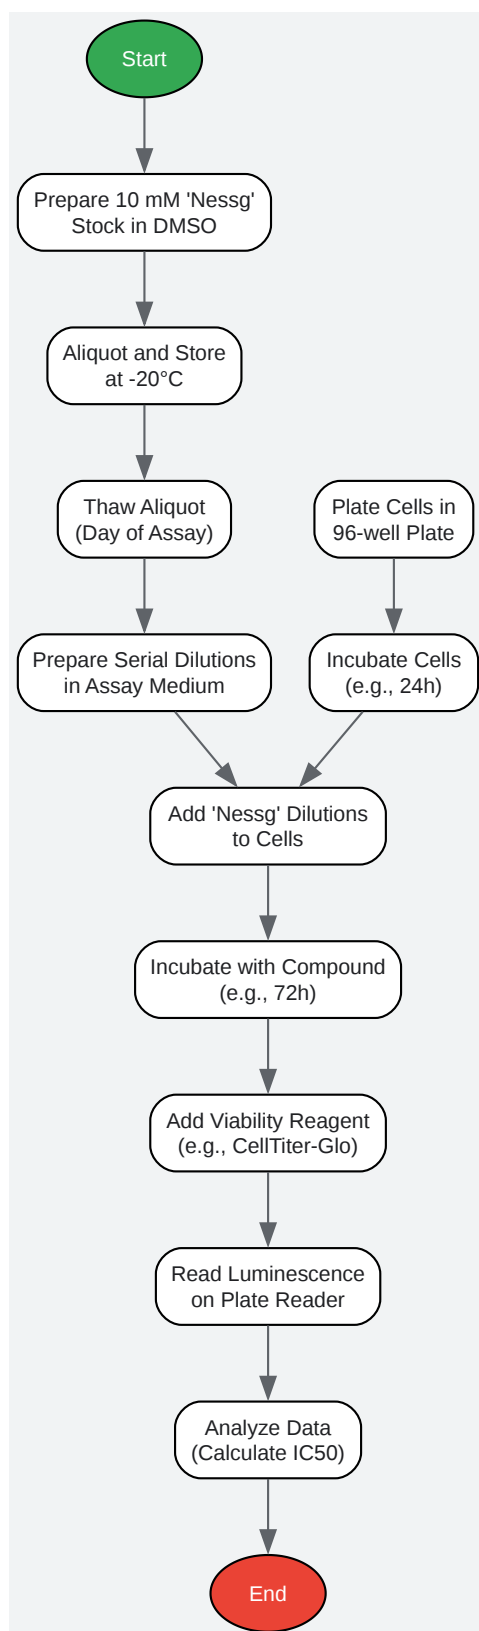 Start
Prepare 10 mM 'Nessg'
Stock in DMSO
Aliquot and Store
at -20°C
Thaw Aliquot
(Day of Assay)
Plate Cells in
96-well Plate
Prepare Serial Dilutions
in Assay Medium
Incubate Cells
(e.g., 24h)
Add 'Nessg' Dilutions
to Cells
Incubate with Compound
(e.g., 72h)
Add Viability Reagent
(e.g., CellTiter-Glo)
Read Luminescence
on Plate Reader
Analyze Data
(Calculate IC50)
End